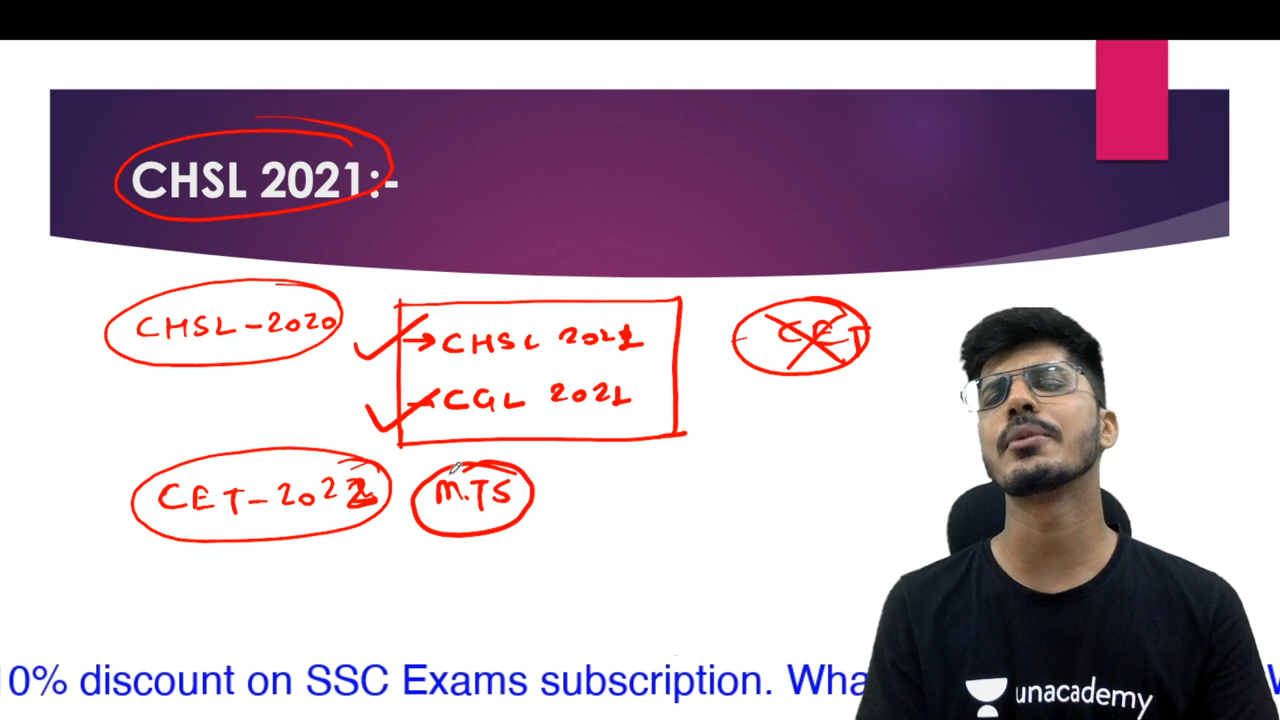 CHSL 2021:-
CHSL - 2020
→ CHSL 2021
CET
→ CGL 2021
CET - 2022
M.TS
10% discount on SSC Exams subscription. Wha
unacademy